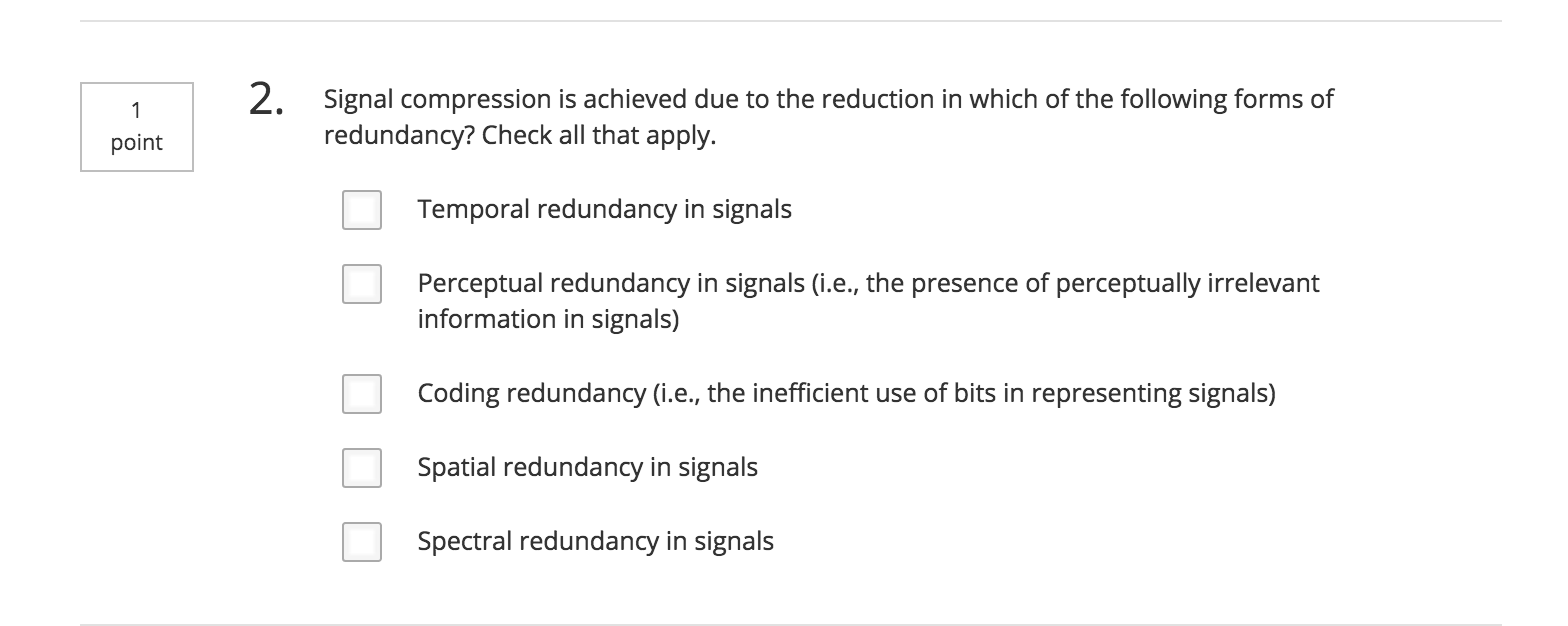 1
point
2.
Signal compression is achieved due to the reduction in which of the following forms of
redundancy? Check all that apply.
Temporal redundancy in signals
Perceptual redundancy in signals (i.e., the presence of perceptually irrelevant
information in signals)
Coding redundancy (i.e., the inefficient use of bits in representing signals)
Spatial redundancy in signals
Spectral redundancy in signals